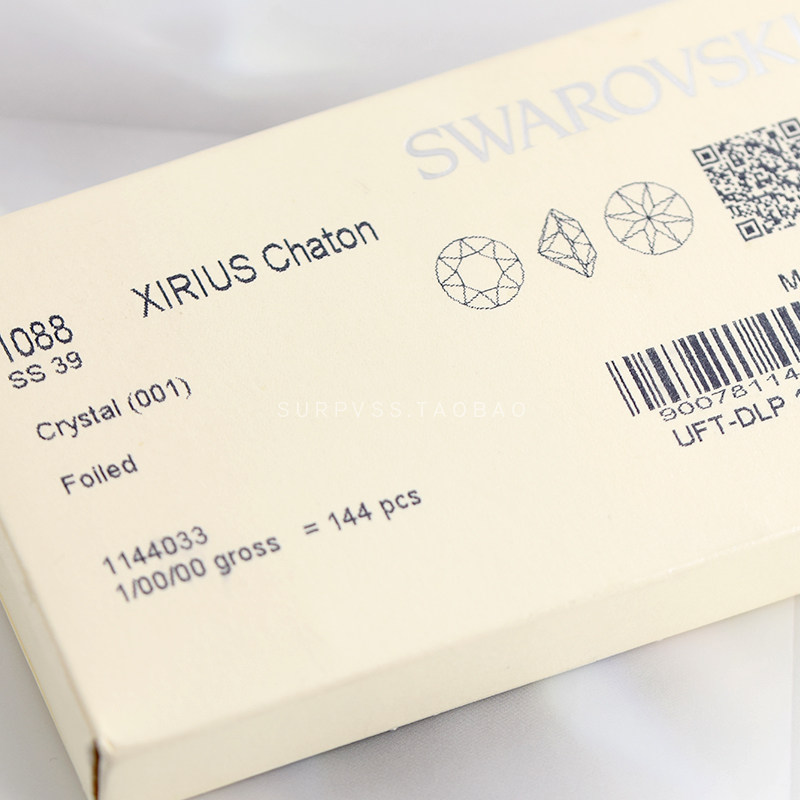 SWAROVSKI
XIRIUS Chaton
1088
SS 39
Crystal (001)
Foiled
1144033
1/00/00 gross = 144 pcs
M
90078114
UFT-DLP
SURPVSS TAOBAO